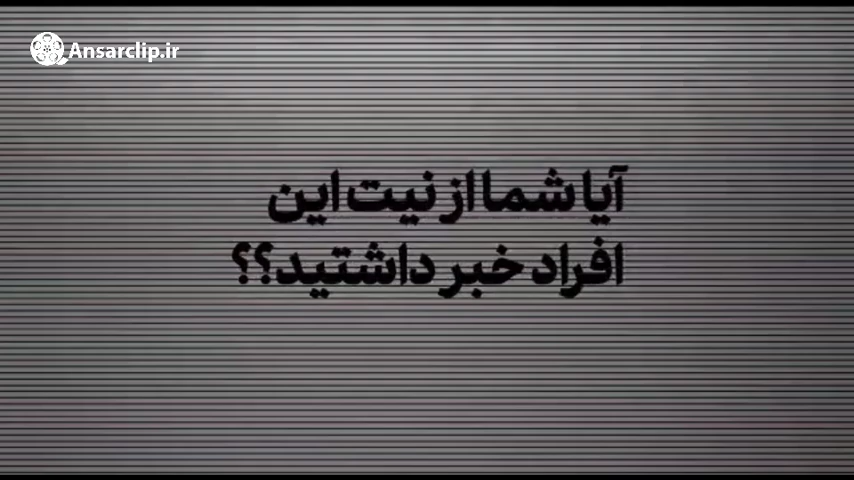 Ansarclip.ir
آیا شما از نیت این
افراد خبر داشتید؟؟